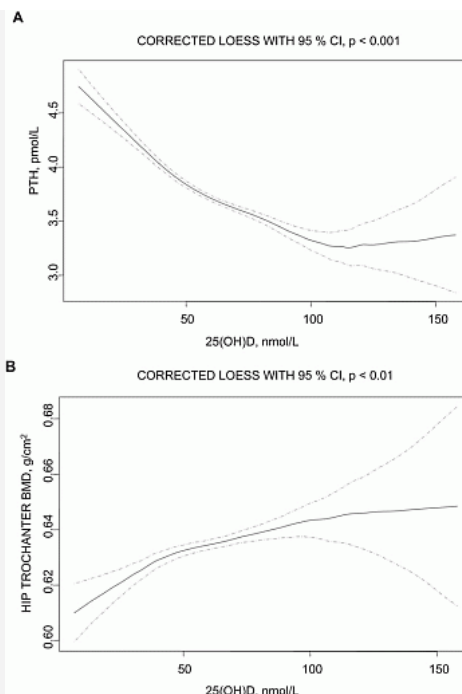 A
CORRECTED LOESS WITH 95 % CI, p < 0.001
PTH, pmol/L
4.5
4.0
3.5
3.0
50 100 150
25(OH)D, nmol/L
B
CORRECTED LOESS WITH 95 % CI, p < 0.01
HIP TROCHANTER BMD, g/cm²
0.68
0.66
0.64
0.62
0.60
50 100 150
25(OH)D, nmol/L